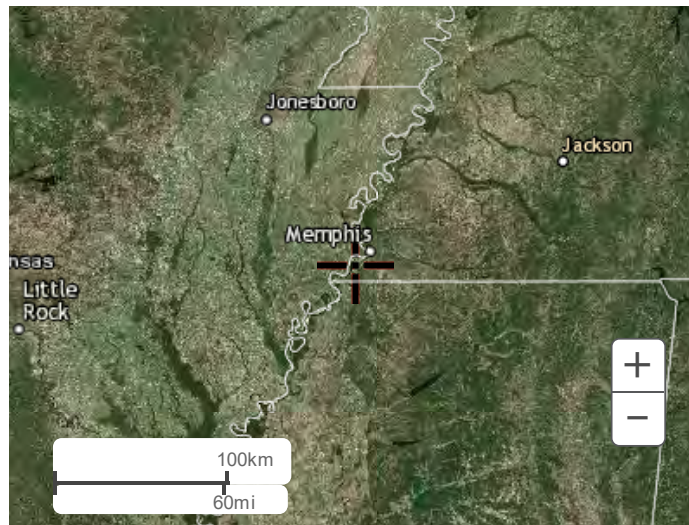 Jonesboro
Jackson
Memphis
nsas
Little
Rock
+
−
100km
60mi